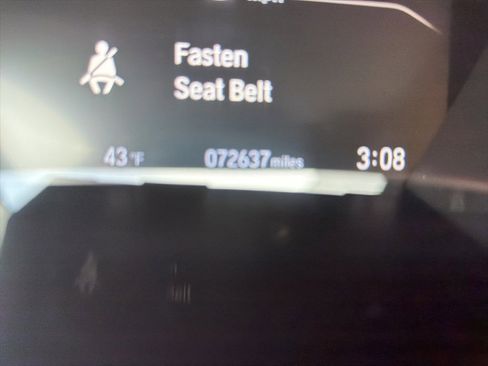 Fasten
Seat Belt
43°F 072637 miles 3:08